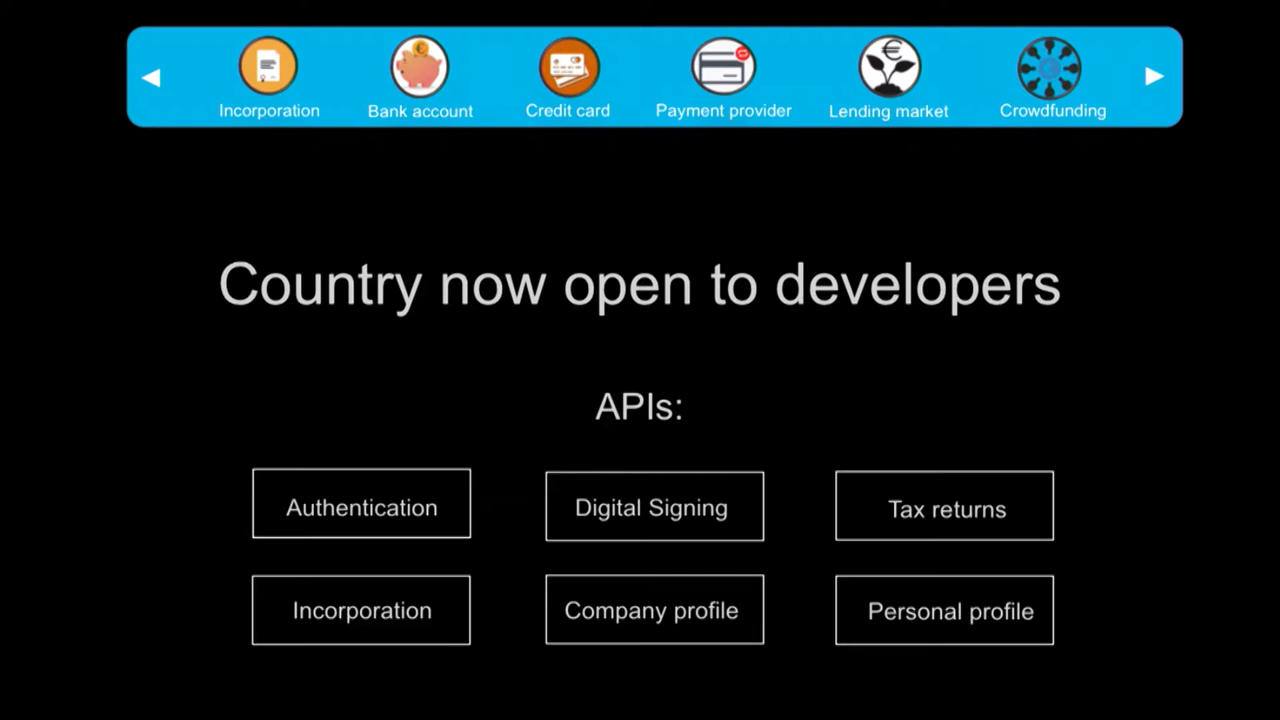 Incorporation
Bank account
Credit card
Payment provider
Lending market
Crowdfunding
Country now open to developers
APIs:
Authentication
Digital Signing
Tax returns
Incorporation
Company profile
Personal profile